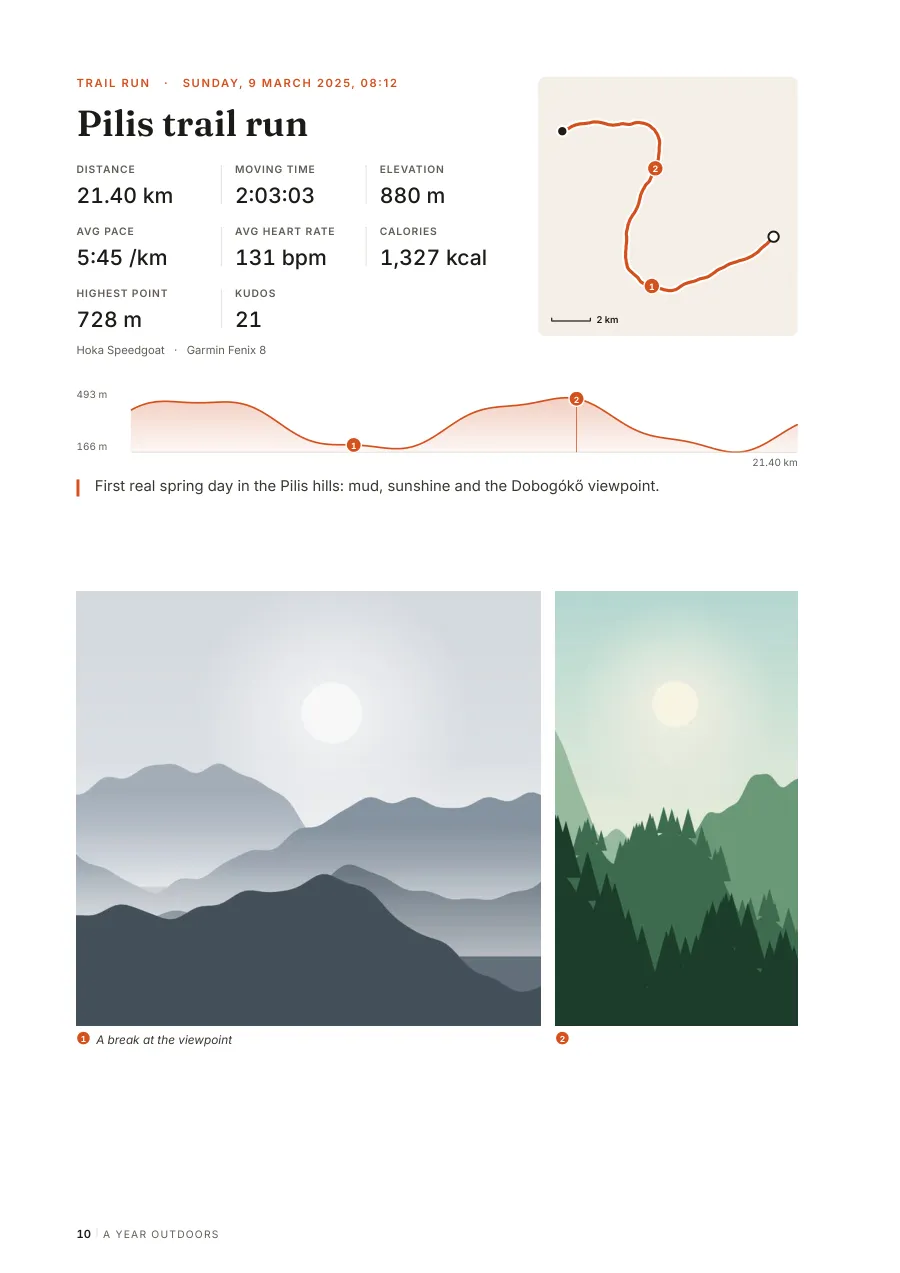 TRAIL RUN · SUNDAY, 9 MARCH 2025, 08:12
Pilis trail run
DISTANCE MOVING TIME ELEVATION
21.40 km 2:03:03 880 m
AVG PACE AVG HEART RATE CALORIES
5:45 /km 131 bpm 1,327 kcal
HIGHEST POINT KUDOS
728 m 21
Hoka Speedgoat · Garmin Fenix 8
2
1
2 km
493 m
2
1
166 m
21.40 km
First real spring day in the Pilis hills: mud, sunshine and the Dobogókő viewpoint.
1 A break at the viewpoint
2
10 A YEAR OUTDOORS